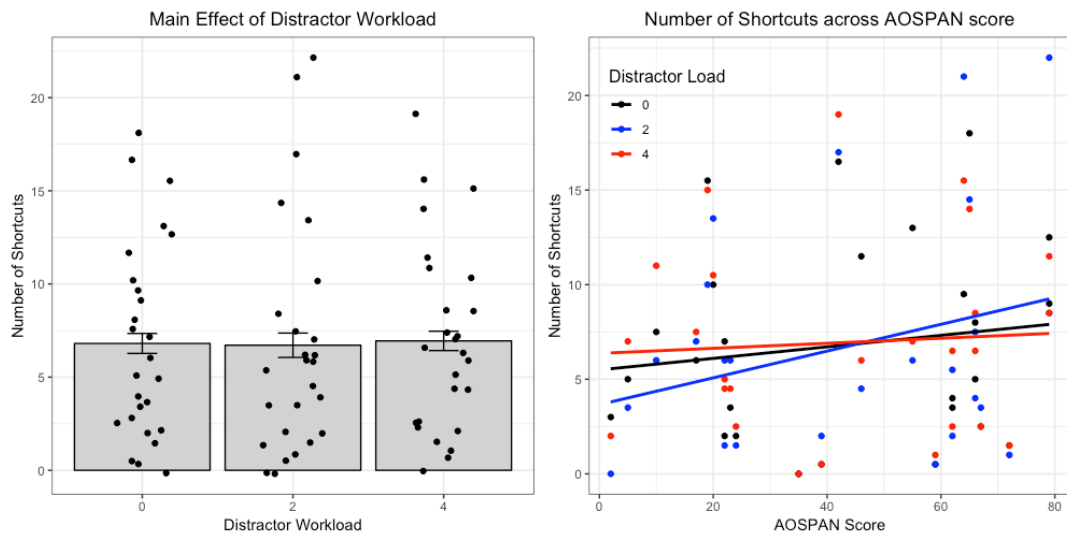 Main Effect of Distractor Workload
Number of Shortcuts
20
15
10
5
0
0 2 4
Distractor Workload
Number of Shortcuts across AOSPAN score
Number of Shortcuts
20
15
10
5
0
Distractor Load
0
2
4
0 20 40 60 80
AOSPAN Score